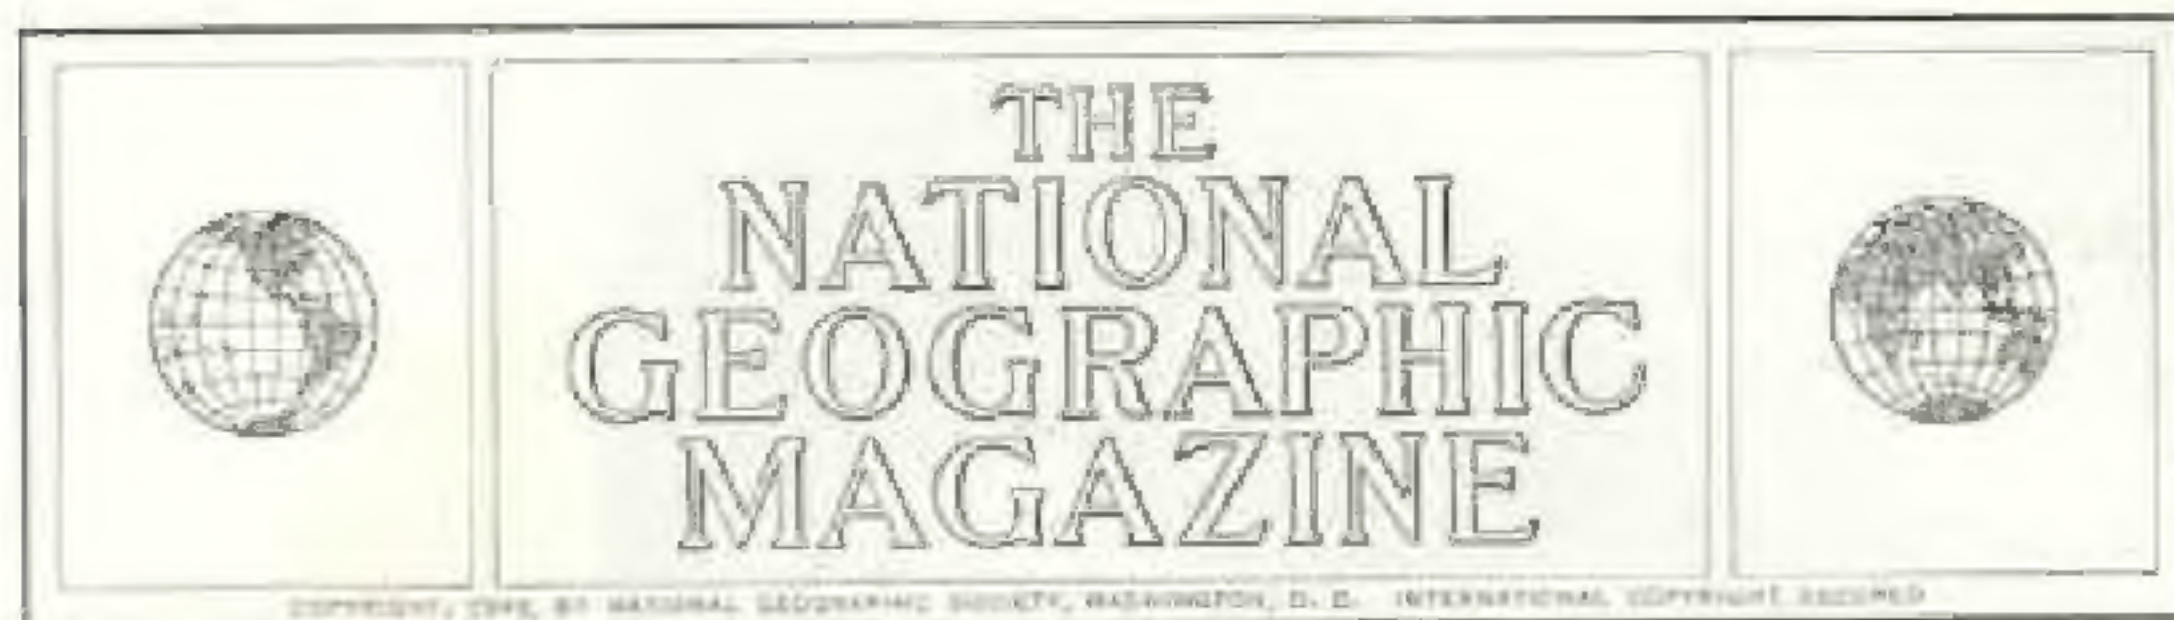 THE
NATIONAL
GEOGRAPHIC
MAGAZINE
COPYRIGHT, BY NATIONAL GEOGRAPHIC SOCIETY, WASHINGTON, D. C. INTERNATIONAL COPYRIGHT SECURED